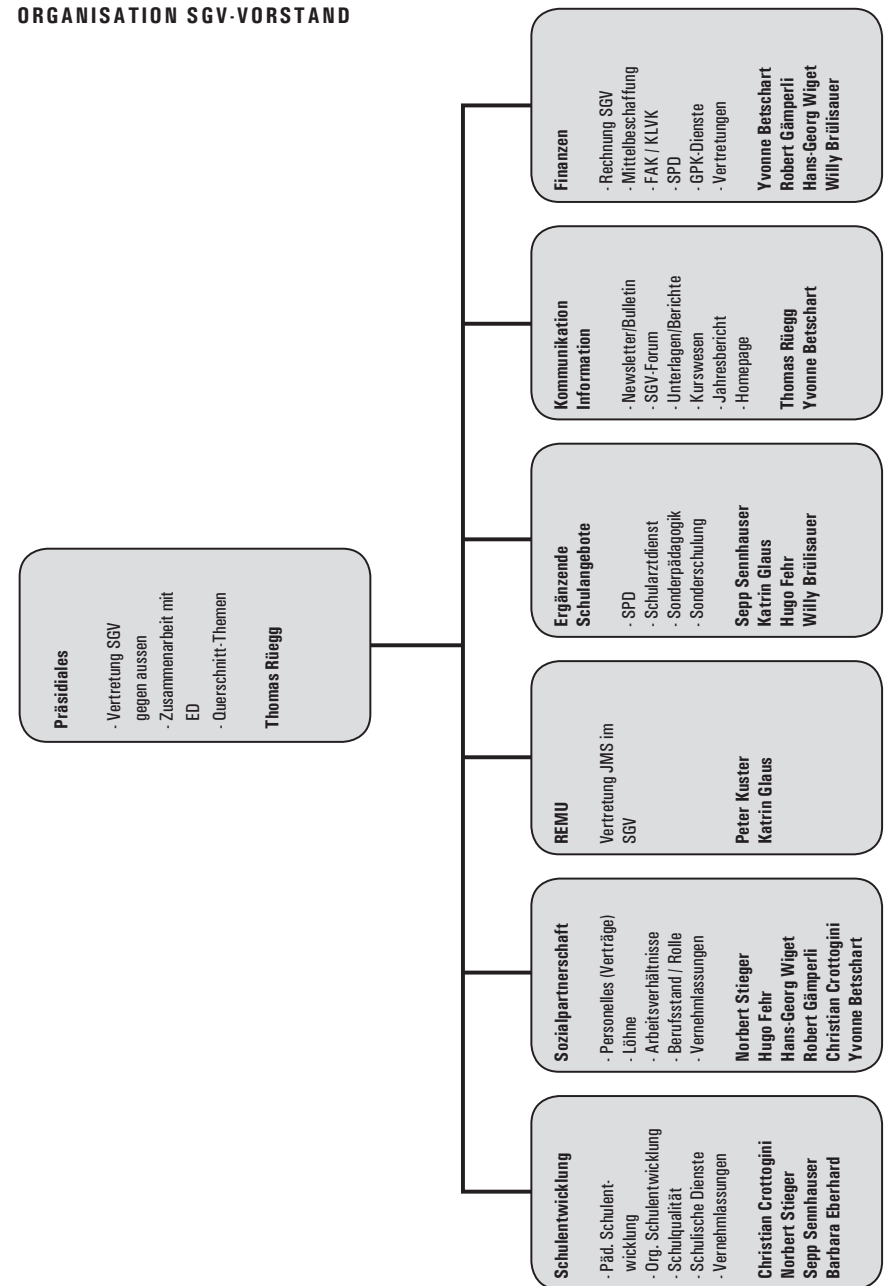 ORGANISATION SGV-VORSTAND
Präsidiales
- Vertretung SGV
gegen aussen
- Zusammenarbeit mit
ED
- Querschnitt-Themen
Thomas Rüegg
Schulentwicklung
- Päd. Schulent-
wicklung
- Org. Schulentwicklung
- Schulqualität
- Schulische Dienste
- Vernehmlassungen
Christian Crottogini
Norbert Stieger
Sepp Sennhauser
Barbara Eberhard
Sozialpartnerschaft
- Personelles (Verträge)
- Löhne
- Arbeitsverhältnisse
- Berufsstand / Rolle
- Vernehmlassungen
Norbert Stieger
Hugo Fehr
Hans-Georg Wiget
Robert Gämperli
Christian Crottogini
Yvonne Betschart
REMU
Vertretung JMS im
SGV
Peter Kuster
Katrin Glaus
Ergänzende
Schulangebote
- SPD
- Schularztdienst
- Sonderpädagogik
- Sonderschulung
Sepp Sennhauser
Katrin Glaus
Hugo Fehr
Willy Brülisauer
Kommunikation
Information
- Newsletter/Bulletin
- SGV-Forum
- Unterlagen/Berichte
- Kurswesen
- Jahresbericht
- Homepage
Thomas Rüegg
Yvonne Betschart
Finanzen
- Rechnung SGV
- Mittelbeschaffung
- FAK / KLVK
- SPD
- GPK-Dienste
- Vertretungen
Yvonne Betschart
Robert Gämperli
Hans-Georg Wiget
Willy Brülisauer